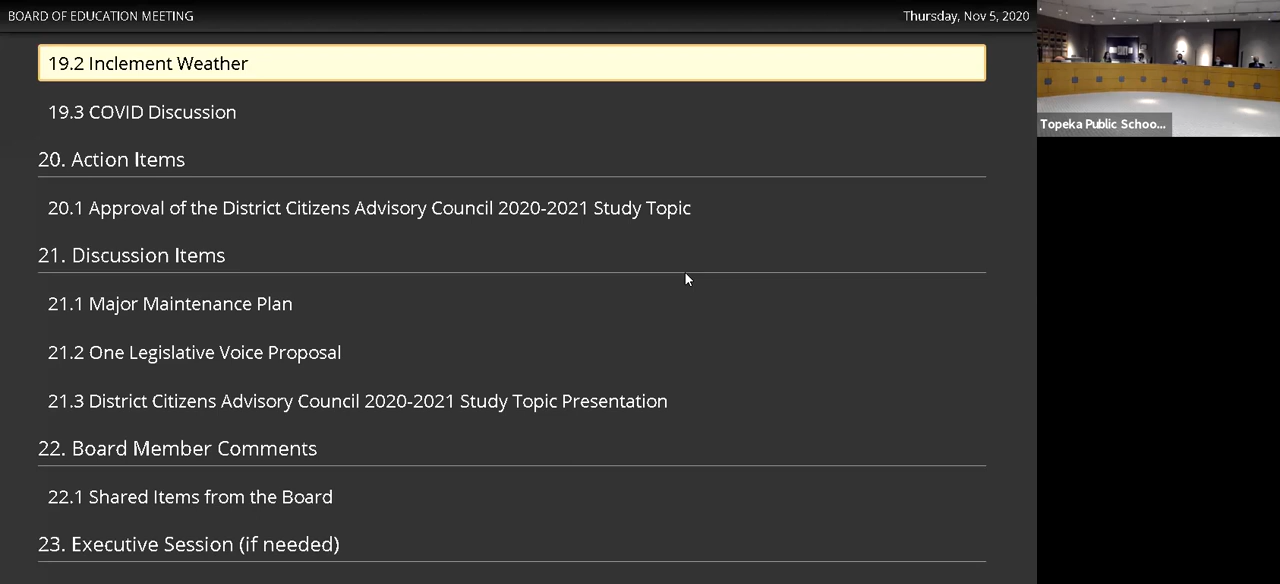 BOARD OF EDUCATION MEETING
Thursday, Nov 5, 2020
19.2 Inclement Weather
19.3 COVID Discussion
20. Action Items
20.1 Approval of the District Citizens Advisory Council 2020-2021 Study Topic
21. Discussion Items
21.1 Major Maintenance Plan
21.2 One Legislative Voice Proposal
21.3 District Citizens Advisory Council 2020-2021 Study Topic Presentation
22. Board Member Comments
22.1 Shared Items from the Board
23. Executive Session (if needed)
Topeka Public Schoo...